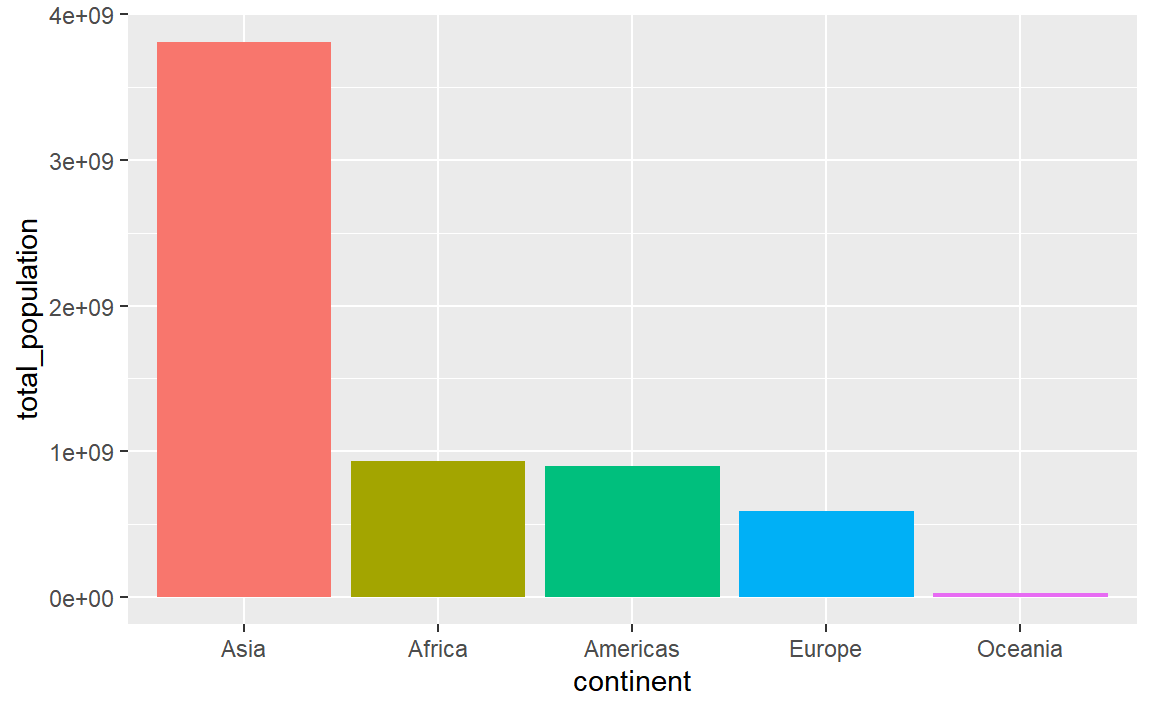 4e+09
3e+09
2e+09
1e+09
0e+00
total_population
Asia Africa Americas Europe Oceania
continent